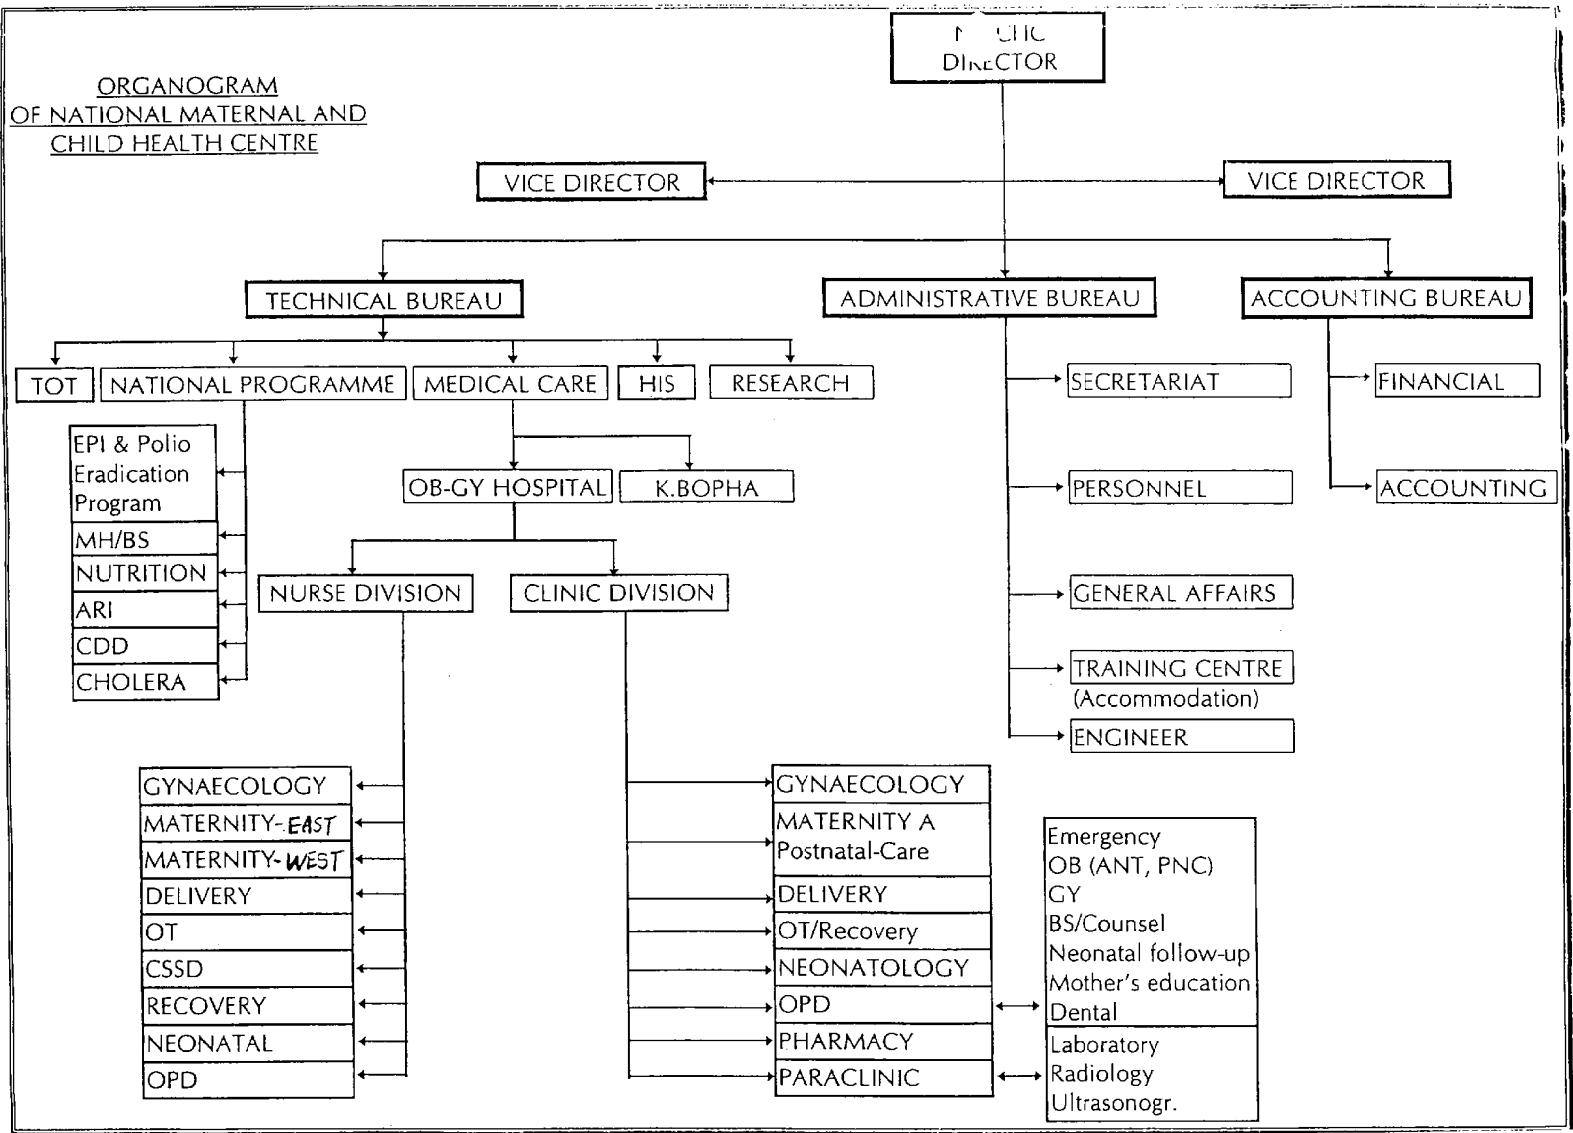 DIRECTOR
ORGANOGRAM
OF NATIONAL MATERNAL AND
CHILD HEALTH CENTRE
VICE DIRECTOR
VICE DIRECTOR
TECHNICAL BUREAU
ADMINISTRATIVE BUREAU
ACCOUNTING BUREAU
TOT
NATIONAL PROGRAMME
MEDICAL CARE
HIS
RESEARCH
SECRETARIAT
FINANCIAL
EPI & Polio
Eradication
Program
MH/BS
NUTRITION
ARI
CDD
CHOLERA
OB-GY HOSPITAL
K.BOPHA
PERSONNEL
ACCOUNTING
NURSE DIVISION
CLINIC DIVISION
GENERAL AFFAIRS
TRAINING CENTRE
(Accommodation)
ENGINEER
GYNAECOLOGY
MATERNITY-EAST
MATERNITY-WEST
DELIVERY
OT
CSSD
RECOVERY
NEONATAL
OPD
GYNAECOLOGY
MATERNITY A
Postnatal-Care
DELIVERY
OT/Recovery
NEONATOLOGY
OPD
PHARMACY
PARACLINIC
Emergency
OB (ANT, PNC)
GY
BS/Counsel
Neonatal follow-up
Mother's education
Dental
Laboratory
Radiology
Ultrasonogr.